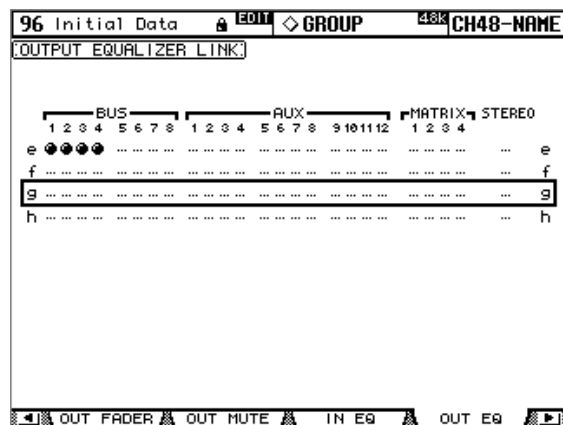 96 Initial Data EDIT ◇GROUP 48K CH48-NAME
OUTPUT EQUALIZER LINK
BUS AUX MATRIX STEREO
1 2 3 4 5 6 7 8 1 2 3 4 5 6 7 8 9 10 11 12 1 2 3 4
e e
f f
g g
h h
OUT FADER OUT MUTE IN EQ OUT EQ